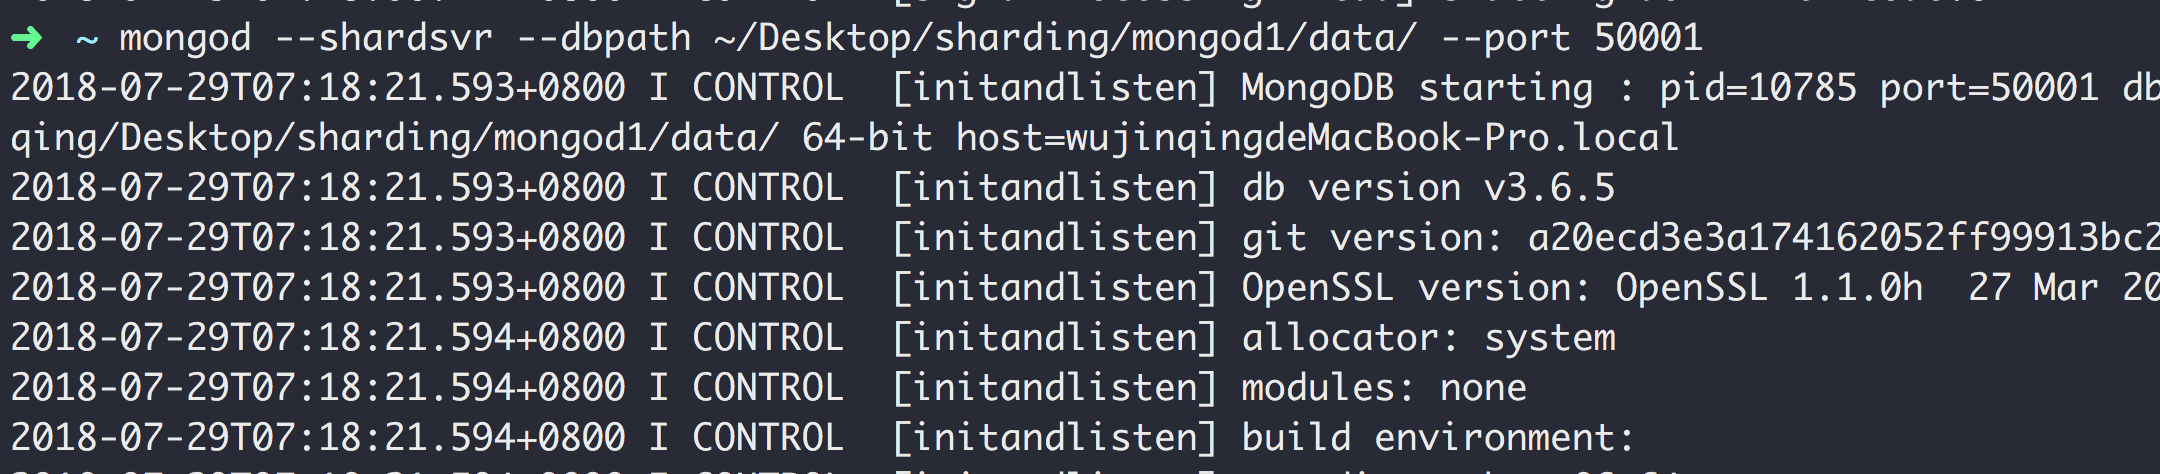 ➜ ~ mongod --shardsvr --dbpath ~/Desktop/sharding/mongod1/data/ --port 50001
2018-07-29T07:18:21.593+0800 I CONTROL  [initandlisten] MongoDB starting : pid=10785 port=50001 db
qing/Desktop/sharding/mongod1/data/ 64-bit host=wujinqingdeMacBook-Pro.local
2018-07-29T07:18:21.593+0800 I CONTROL  [initandlisten] db version v3.6.5
2018-07-29T07:18:21.593+0800 I CONTROL  [initandlisten] git version: a20ecd3e3a174162052ff99913bc2
2018-07-29T07:18:21.593+0800 I CONTROL  [initandlisten] OpenSSL version: OpenSSL 1.1.0h  27 Mar 20
2018-07-29T07:18:21.594+0800 I CONTROL  [initandlisten] allocator: system
2018-07-29T07:18:21.594+0800 I CONTROL  [initandlisten] modules: none
2018-07-29T07:18:21.594+0800 I CONTROL  [initandlisten] build environment: